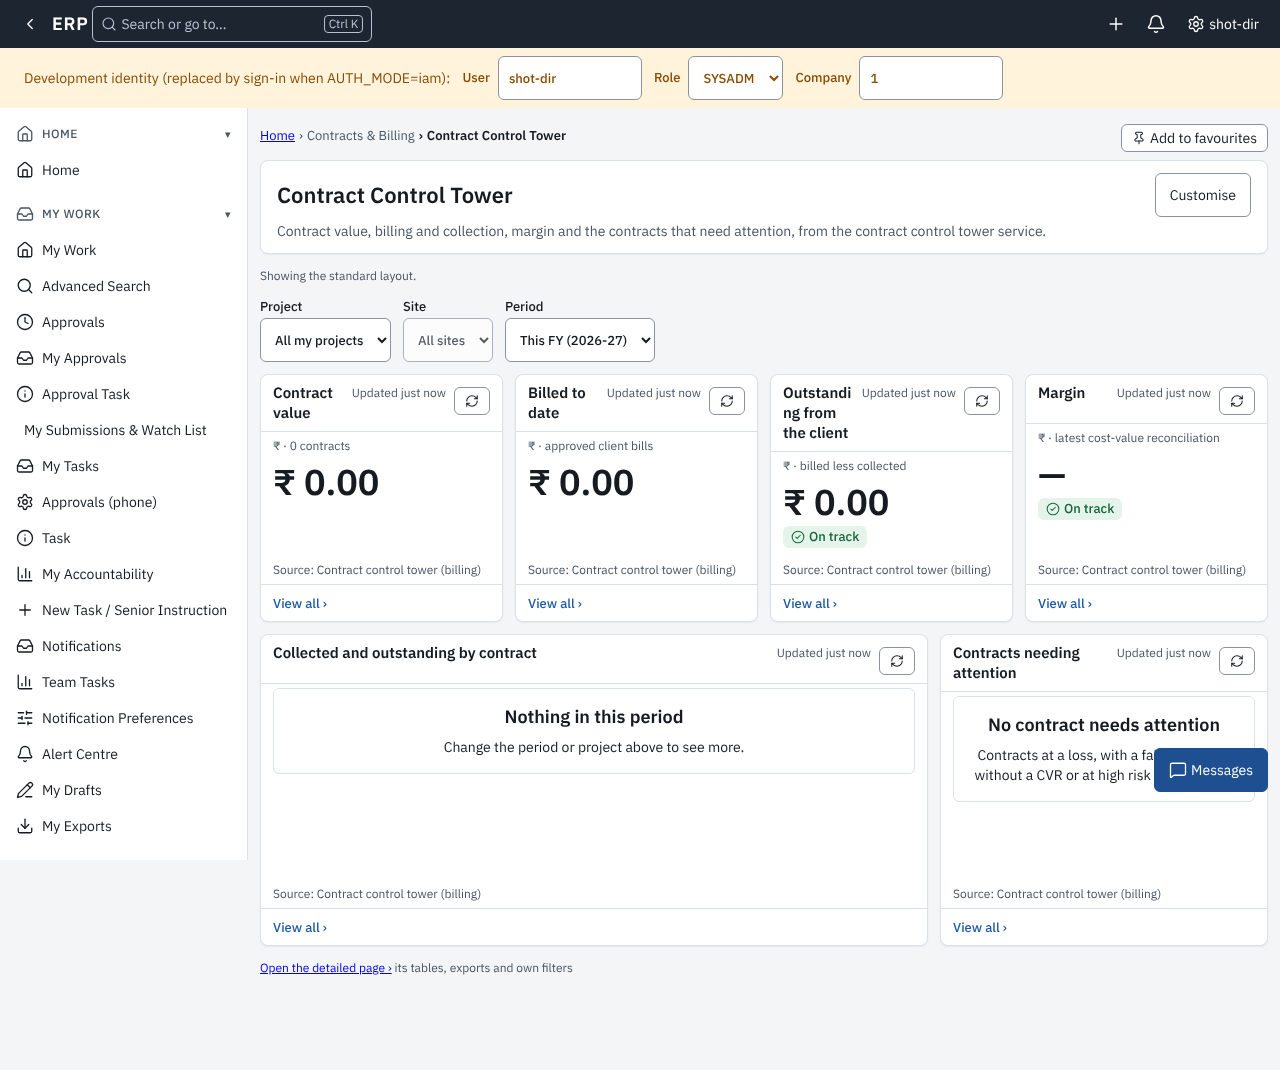 ERP
Search or go to...
Ctrl K
shot-dir
Development identity (replaced by sign-in when AUTH_MODE=iam):
User
shot-dir
Role
SYSADM
Company
1
HOME
Home
MY WORK
My Work
Advanced Search
Approvals
My Approvals
Approval Task
My Submissions & Watch List
My Tasks
Approvals (phone)
Task
My Accountability
New Task / Senior Instruction
Notifications
Team Tasks
Notification Preferences
Alert Centre
My Drafts
My Exports
Home › Contracts & Billing › Contract Control Tower
Add to favourites
Contract Control Tower
Customise
Contract value, billing and collection, margin and the contracts that need attention, from the contract control tower service.
Showing the standard layout.
Project
All my projects
Site
All sites
Period
This FY (2026-27)
Contract
value
Updated just now
₹ · 0 contracts
₹ 0.00
Source: Contract control tower (billing)
View all ›
Billed to
date
Updated just now
₹ · approved client bills
₹ 0.00
Source: Contract control tower (billing)
View all ›
Outstandi
ng from
the client
Updated just now
₹ · billed less collected
₹ 0.00
On track
Source: Contract control tower (billing)
View all ›
Margin
Updated just now
₹ · latest cost-value reconciliation
—
On track
Source: Contract control tower (billing)
View all ›
Collected and outstanding by contract
Updated just now
Nothing in this period
Change the period or project above to see more.
Source: Contract control tower (billing)
View all ›
Contracts needing
attention
Updated just now
No contract needs attention
Contracts at a loss, with a
without a CVR or at high risk
Messages
Source: Contract control tower (billing)
View all ›
Open the detailed page › its tables, exports and own filters